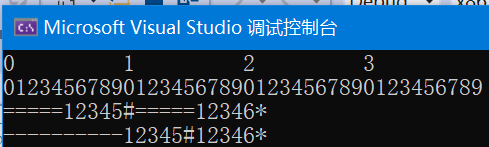 Microsoft Visual Studio 调试控制台
0         1         2         3
0123456789012345678901234567890123456789
=====12345#=====12346*
----------12345#12346*